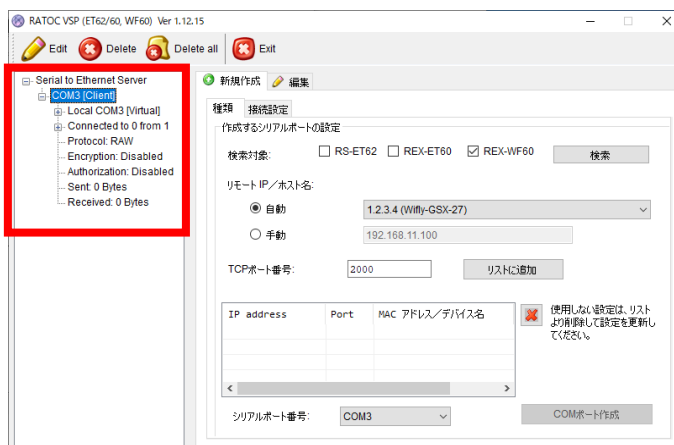 RATOC VSP (ET62/60, WF60) Ver 1.12.15
Edit Delete Delete all Exit
Serial to Ethernet Server
COM3 [Client]
Local COM3 [Virtual]
Connected to 0 from 1
Protocol: RAW
Encryption: Disabled
Authorization: Disabled
Sent: 0 Bytes
Received: 0 Bytes
新規作成 編集
種類 接続設定
作成するシリアルポートの設定
検索対象: RS-ET62 REX-ET60 REX-WF60 検索
リモート IP/ホスト名:
自動 1.2.3.4 (Wifly-GSX-27)
手動 192.168.11.100
TCPポート番号: 2000 リストに追加
IP address Port MAC アドレス/デバイス名
使用しない設定は、リスト
より削除して設定を更新し
てください。
シリアルポート番号: COM3 COMポート作成